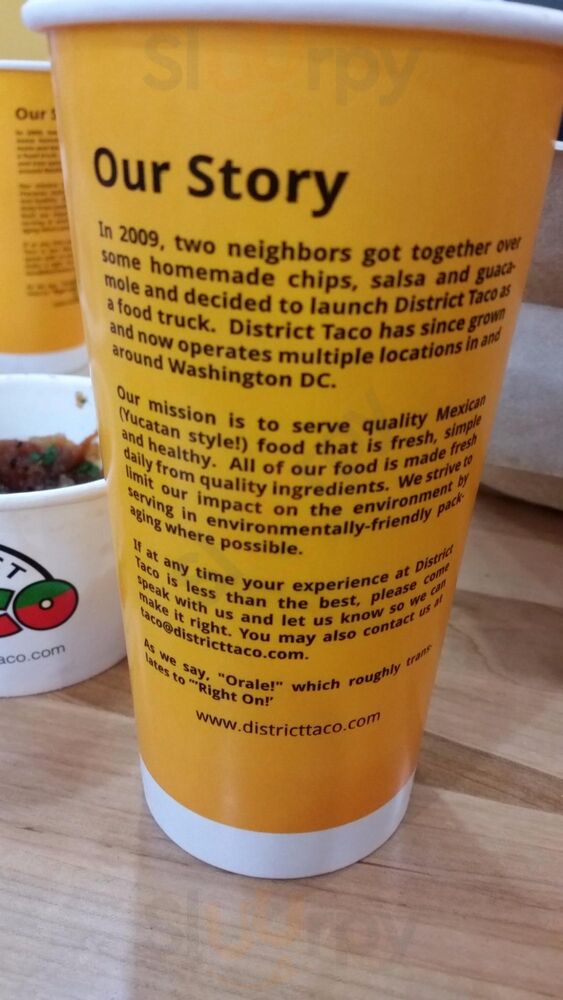 Slurpy
Our Story
In 2009, two neighbors got together over
some homemade chips, salsa and guaca-
mole and decided to launch District Taco as
a food truck. District Taco has since grown
and now operates multiple locations in and
around Washington DC.
Our mission is to serve quality Mexican
(Yucatan style!) food that is fresh, simple
and healthy. All of our food is made fresh
daily from quality ingredients. We strive to
limit our impact on the environment by
serving in environmentally-friendly pack-
aging where possible.
If at any time your experience at District
Taco is less than the best, please come
speak with us and let us know so we can
make it right. You may also contact us at
taco@districttaco.com.
As we say, "Orale!" which roughly trans-
lates to "'Right On!'
www.districttaco.com
Our
aco.com
Slurpy